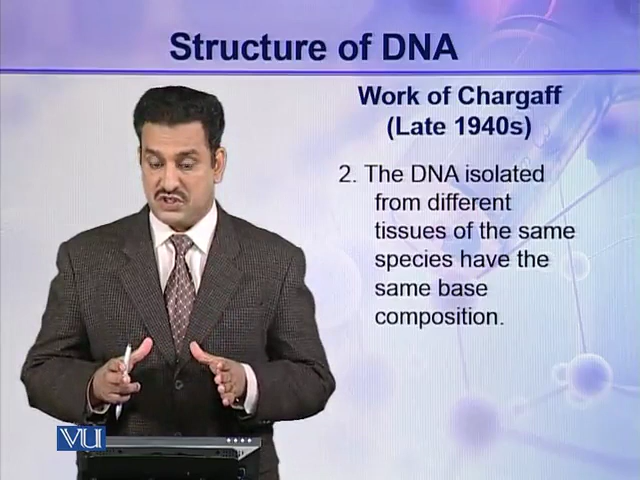 Structure of DNA
Work of Chargaff
(Late 1940s)
2. The DNA isolated
from different
tissues of the same
species have the
same base
composition.
VU